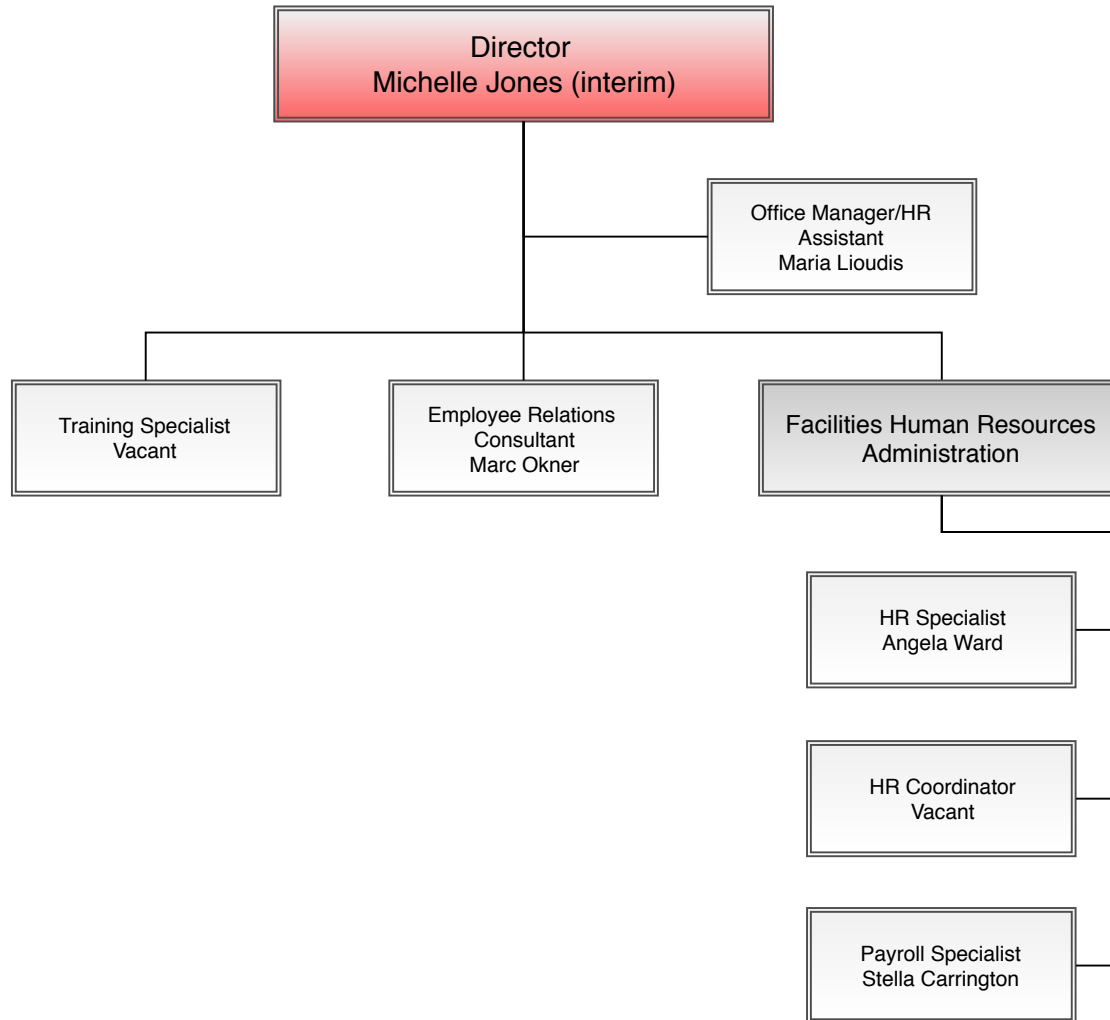 Director
Michelle Jones (interim)
Office Manager/HR
Assistant
Maria Lioudis
Training Specialist
Vacant
Employee Relations
Consultant
Marc Okner
Facilities Human Resources
Administration
HR Specialist
Angela Ward
HR Coordinator
Vacant
Payroll Specialist
Stella Carrington